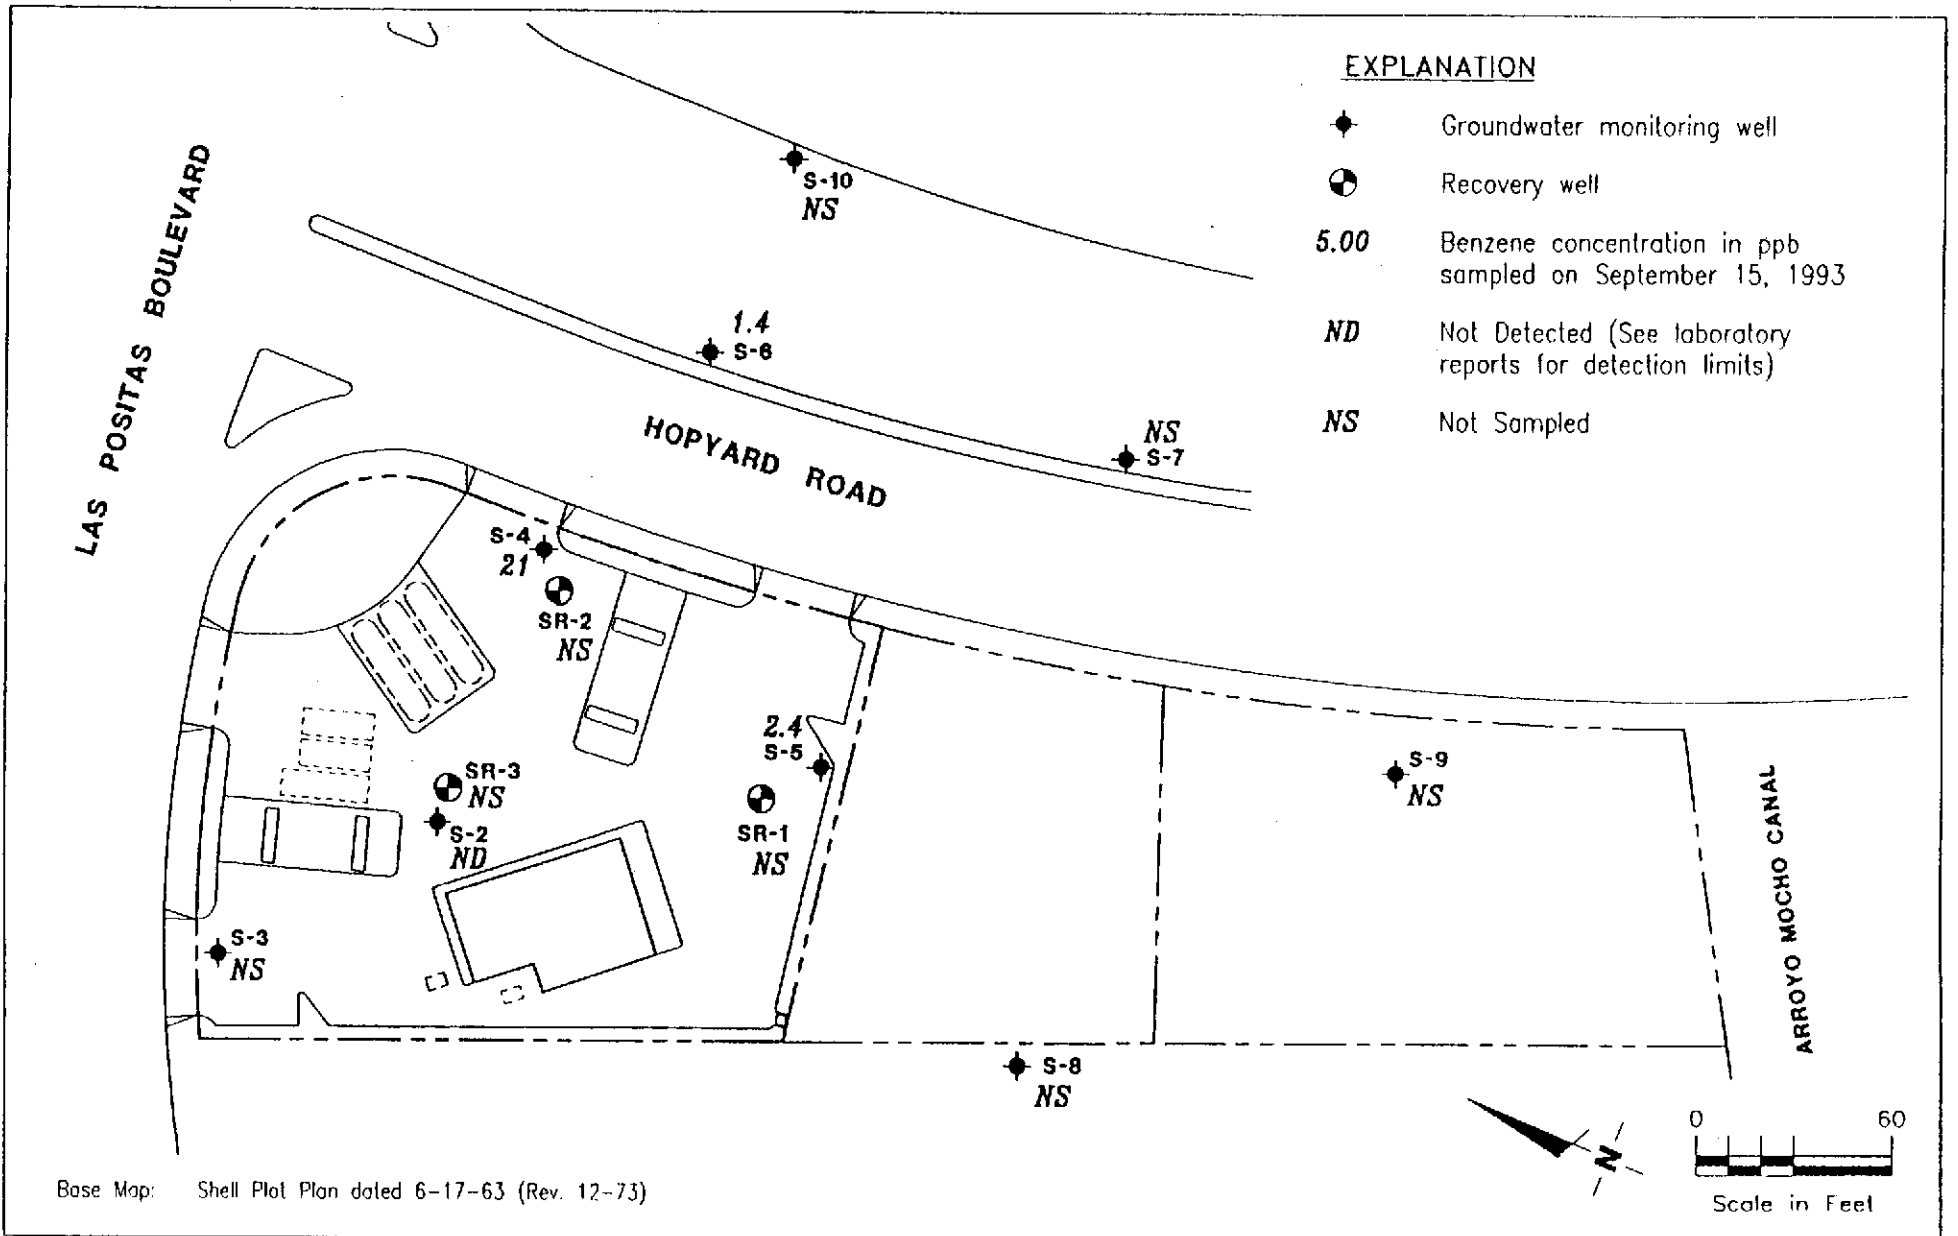 EXPLANATION
Groundwater monitoring well
Recovery well
5.00 Benzene concentration in ppb
sampled on September 15, 1993
ND Not Detected (See laboratory
reports for detection limits)
NS Not Sampled
S-10
NS
1.4
S-6
NS
S-7
LAS POSITAS BOULEVARD
HOPYARD ROAD
S-4
21
SR-2
NS
2.4
S-5
SR-3
NS
S-2
ND
SR-1
NS
S-9
NS
S-3
NS
S-8
NS
ARROYO MOCHO CANAL
N
0 60
Scale in Feet
Base Map: Shell Plot Plan dated 6-17-63 (Rev. 12-73)